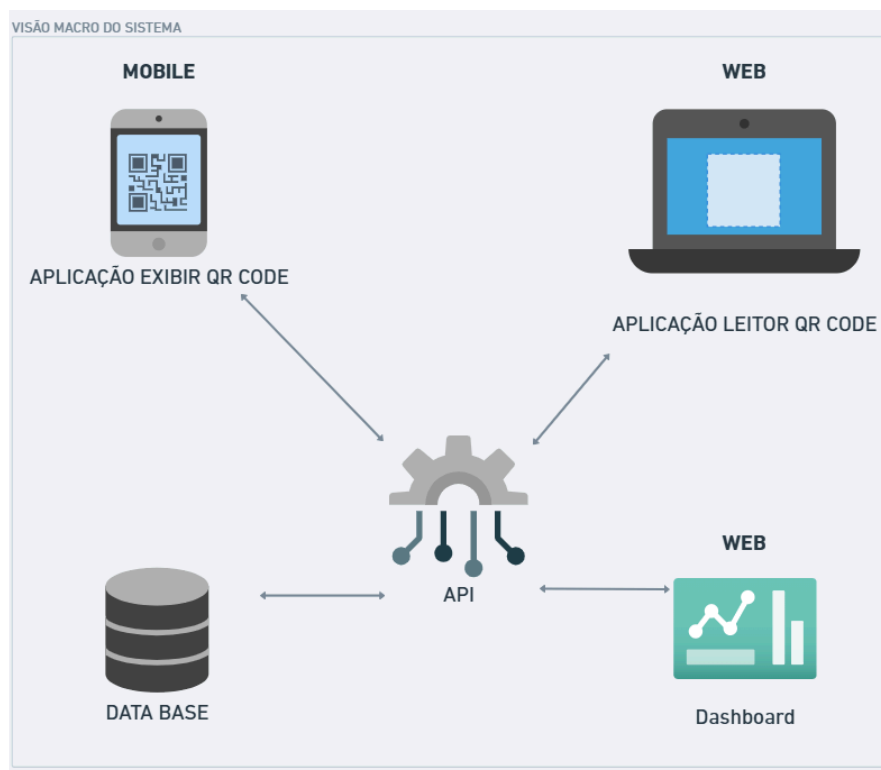 VISÃO MACRO DO SISTEMA
MOBILE
WEB
APLICAÇÃO EXIBIR QR CODE
APLICAÇÃO LEITOR QR CODE
API
WEB
DATA BASE
Dashboard